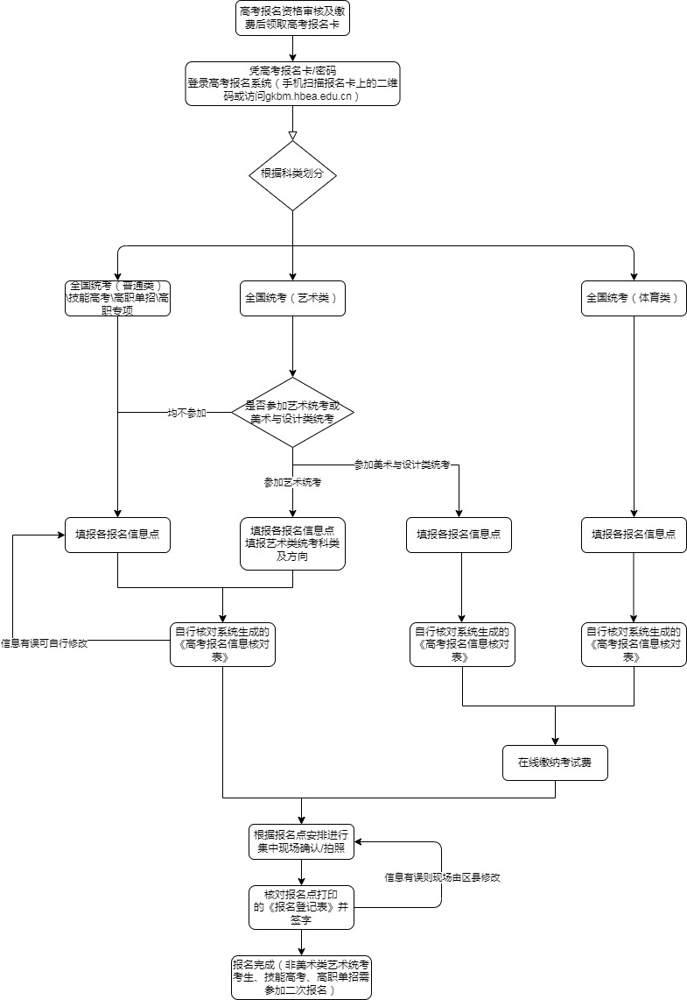 高考报名资格审核及缴
费后领取高考报名卡
凭高考报名卡/密码
登录高考报名系统（手机扫描报名卡上的二维
码或访问gkbm.hbea.edu.cn）
根据科类划分
全国统考（普通类）
\技能高考\高职单招\高
职专项
全国统考（艺术类）
全国统考（体育类）
是否参加艺术统考或
美术与设计类统考
均不参加
参加美术与设计类统考
参加艺术统考
填报各报名信息点
填报各报名信息点
填报艺术类统考科类
及方向
填报各报名信息点
填报各报名信息点
自行核对系统生成的
《高考报名信息核对
表》
自行核对系统生成的
《高考报名信息核对
表》
自行核对系统生成的
《高考报名信息核对
表》
信息有误可自行修改
在线缴纳考试费
根据报名点安排进行
集中现场确认/拍照
信息有误则现场由区县修改
核对报名点打印
的《报名登记表》并
签字
报名完成（非美术类艺术统考
考生、技能高考、高职单招需
参加二次报名）